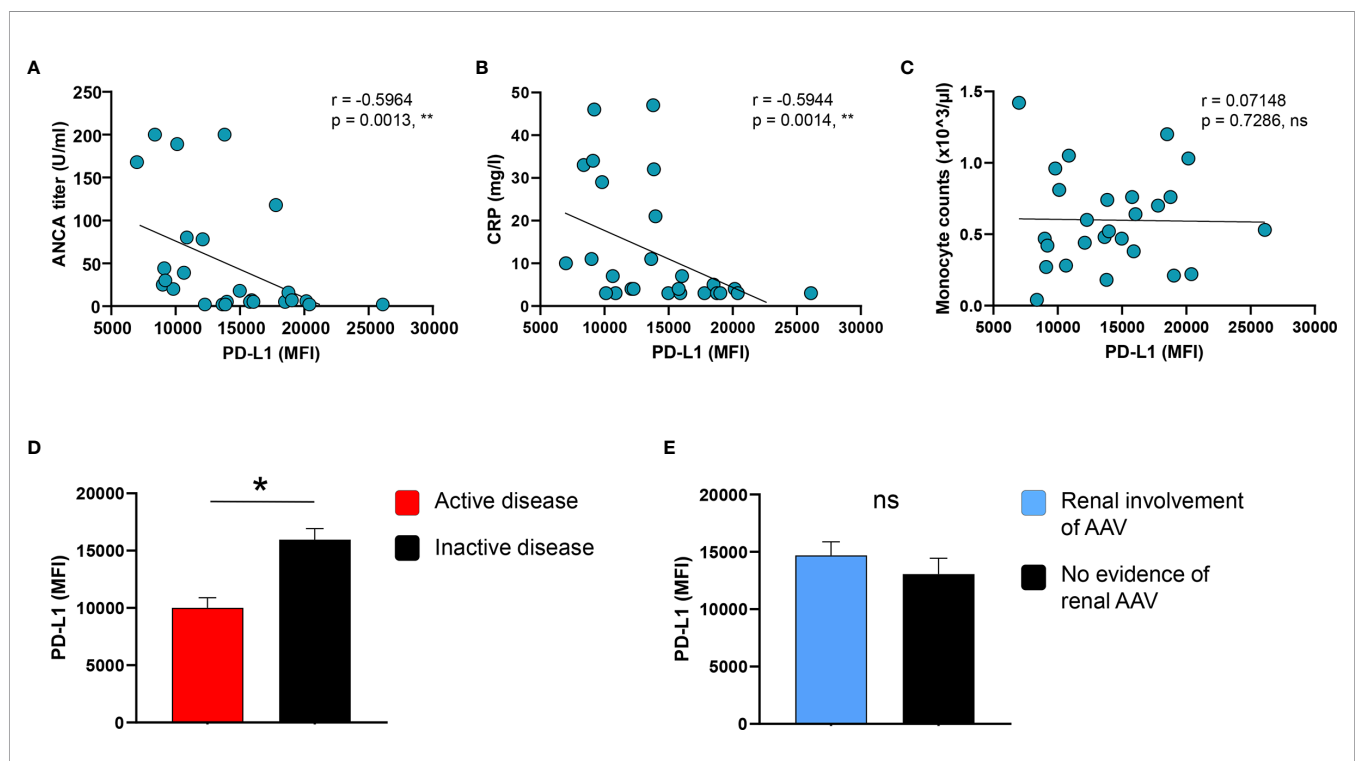 A
r = -0.5964
p = 0.0013, **
ANCA titer (U/ml)
250
200
150
100
50
0
5000 10000 15000 20000 25000 30000
PD-L1 (MFI)
B
r = -0.5944
p = 0.0014, **
CRP (mg/l)
50
40
30
20
10
0
5000 10000 15000 20000 25000 30000
PD-L1 (MFI)
C
r = 0.07148
p = 0.7286, ns
Monocyte counts (x10^3/µl)
1.5
1.0
0.5
0.0
5000 10000 15000 20000 25000 30000
PD-L1 (MFI)
D
*
PD-L1 (MFI)
20000
15000
10000
5000
0
Active disease
Inactive disease
E
ns
PD-L1 (MFI)
20000
15000
10000
5000
0
Renal involvement
of AAV
No evidence of
renal AAV